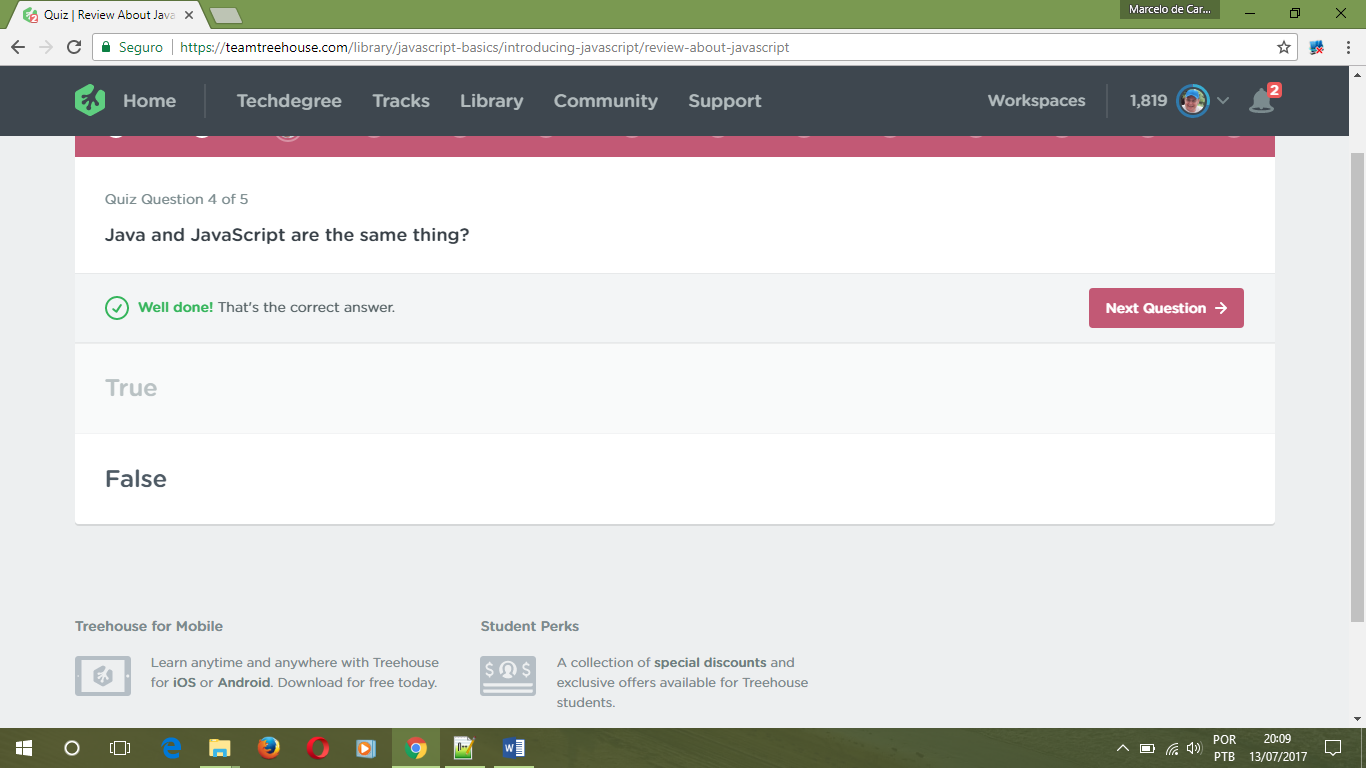 Quiz | Review About Java
Marcelo de Car...
Seguro
https://teamtreehouse.com/library/javascript-basics/introducing-javascript/review-about-javascript
Home
Techdegree
Tracks
Library
Community
Support
Workspaces
1,819
2
Quiz Question 4 of 5
Java and JavaScript are the same thing?
Well done! That's the correct answer.
Next Question →
True
False
Treehouse for Mobile
Learn anytime and anywhere with Treehouse
for iOS or Android. Download for free today.
Student Perks
A collection of special discounts and
exclusive offers available for Treehouse
students.
POR
PTB
20:09
13/07/2017